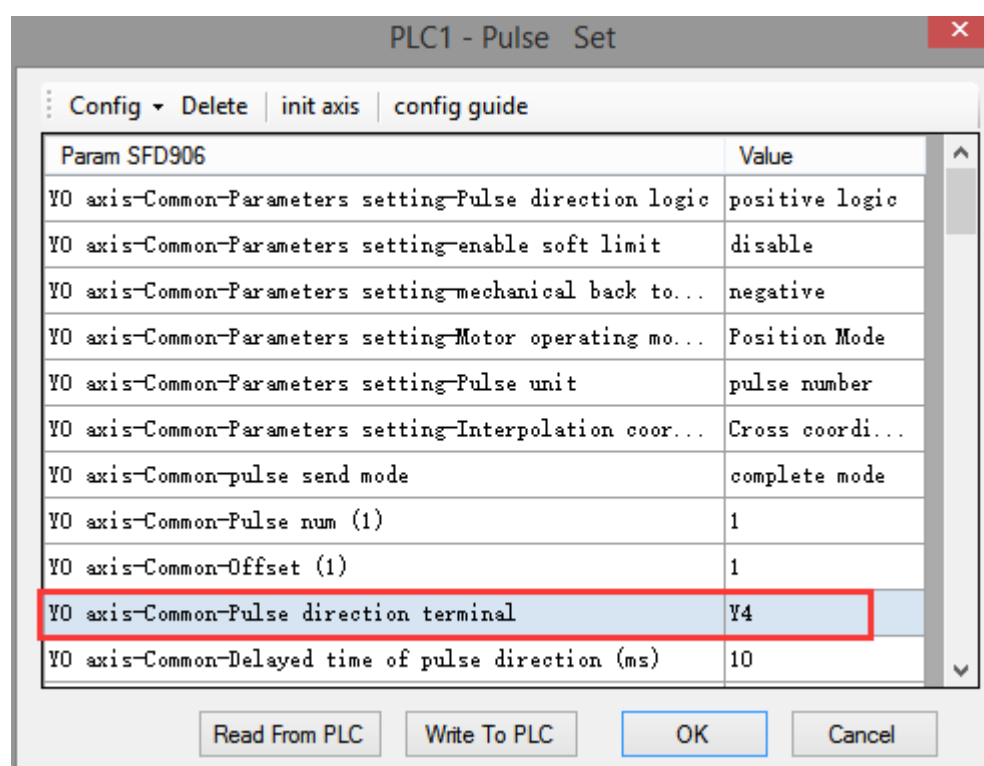 PLC1 - Pulse Set
Config Delete init axis config guide
Param SFD906 Value
Y0 axis-Common-Parameters setting-Pulse direction logic positive logic
Y0 axis-Common-Parameters setting-enable soft limit disable
Y0 axis-Common-Parameters setting-mechanical back to... negative
Y0 axis-Common-Parameters setting-Motor operating mo... Position Mode
Y0 axis-Common-Parameters setting-Pulse unit pulse number
Y0 axis-Common-Parameters setting-Interpolation coor... Cross coordi...
Y0 axis-Common-pulse send mode complete mode
Y0 axis-Common-Pulse num (1) 1
Y0 axis-Common-Offset (1) 1
Y0 axis-Common-Pulse direction terminal Y4
Y0 axis-Common-Delayed time of pulse direction (ms) 10
Read From PLC Write To PLC OK Cancel